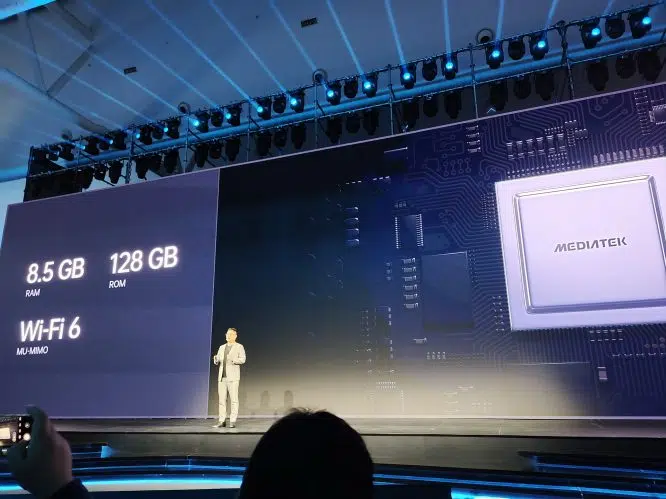 8.5 GB
RAM
128 GB
ROM
Wi-Fi 6
MU-MIMO
MEDIATEK